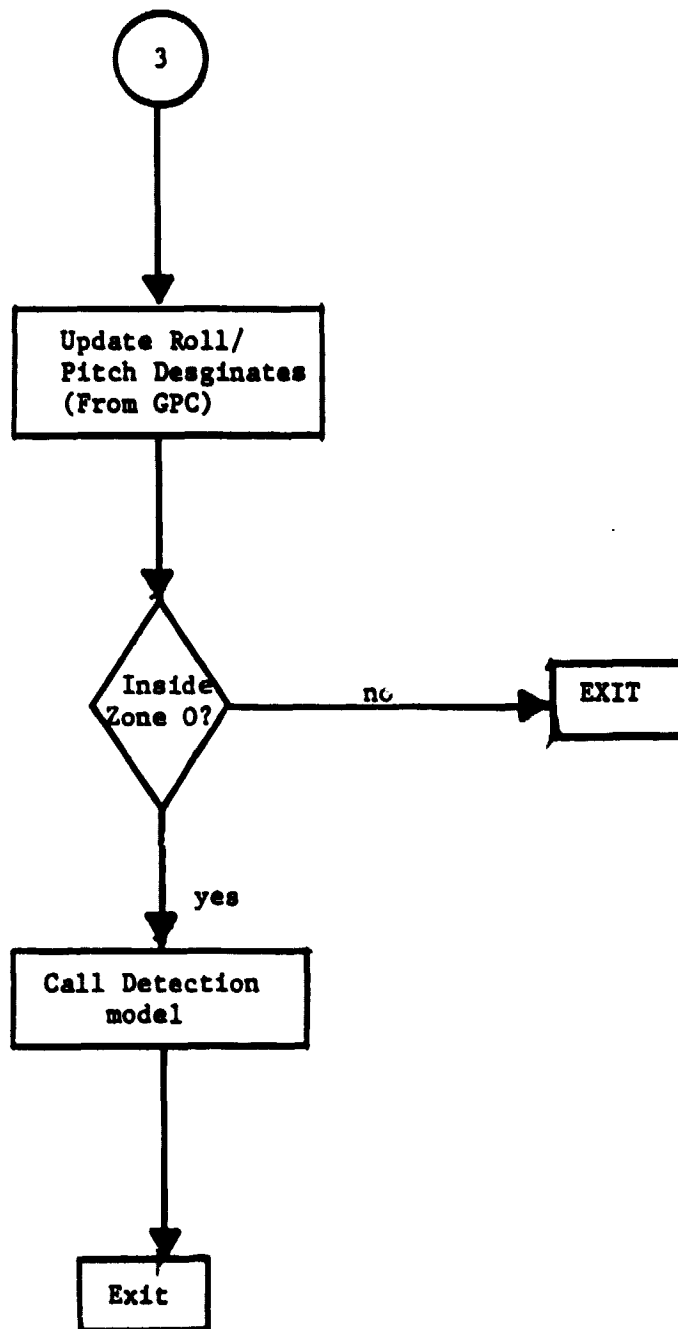 3
Update Roll/
Pitch Desginates
(From GPC)
Inside
Zone 0?
no
EXIT
yes
Call Detection
model
Exit